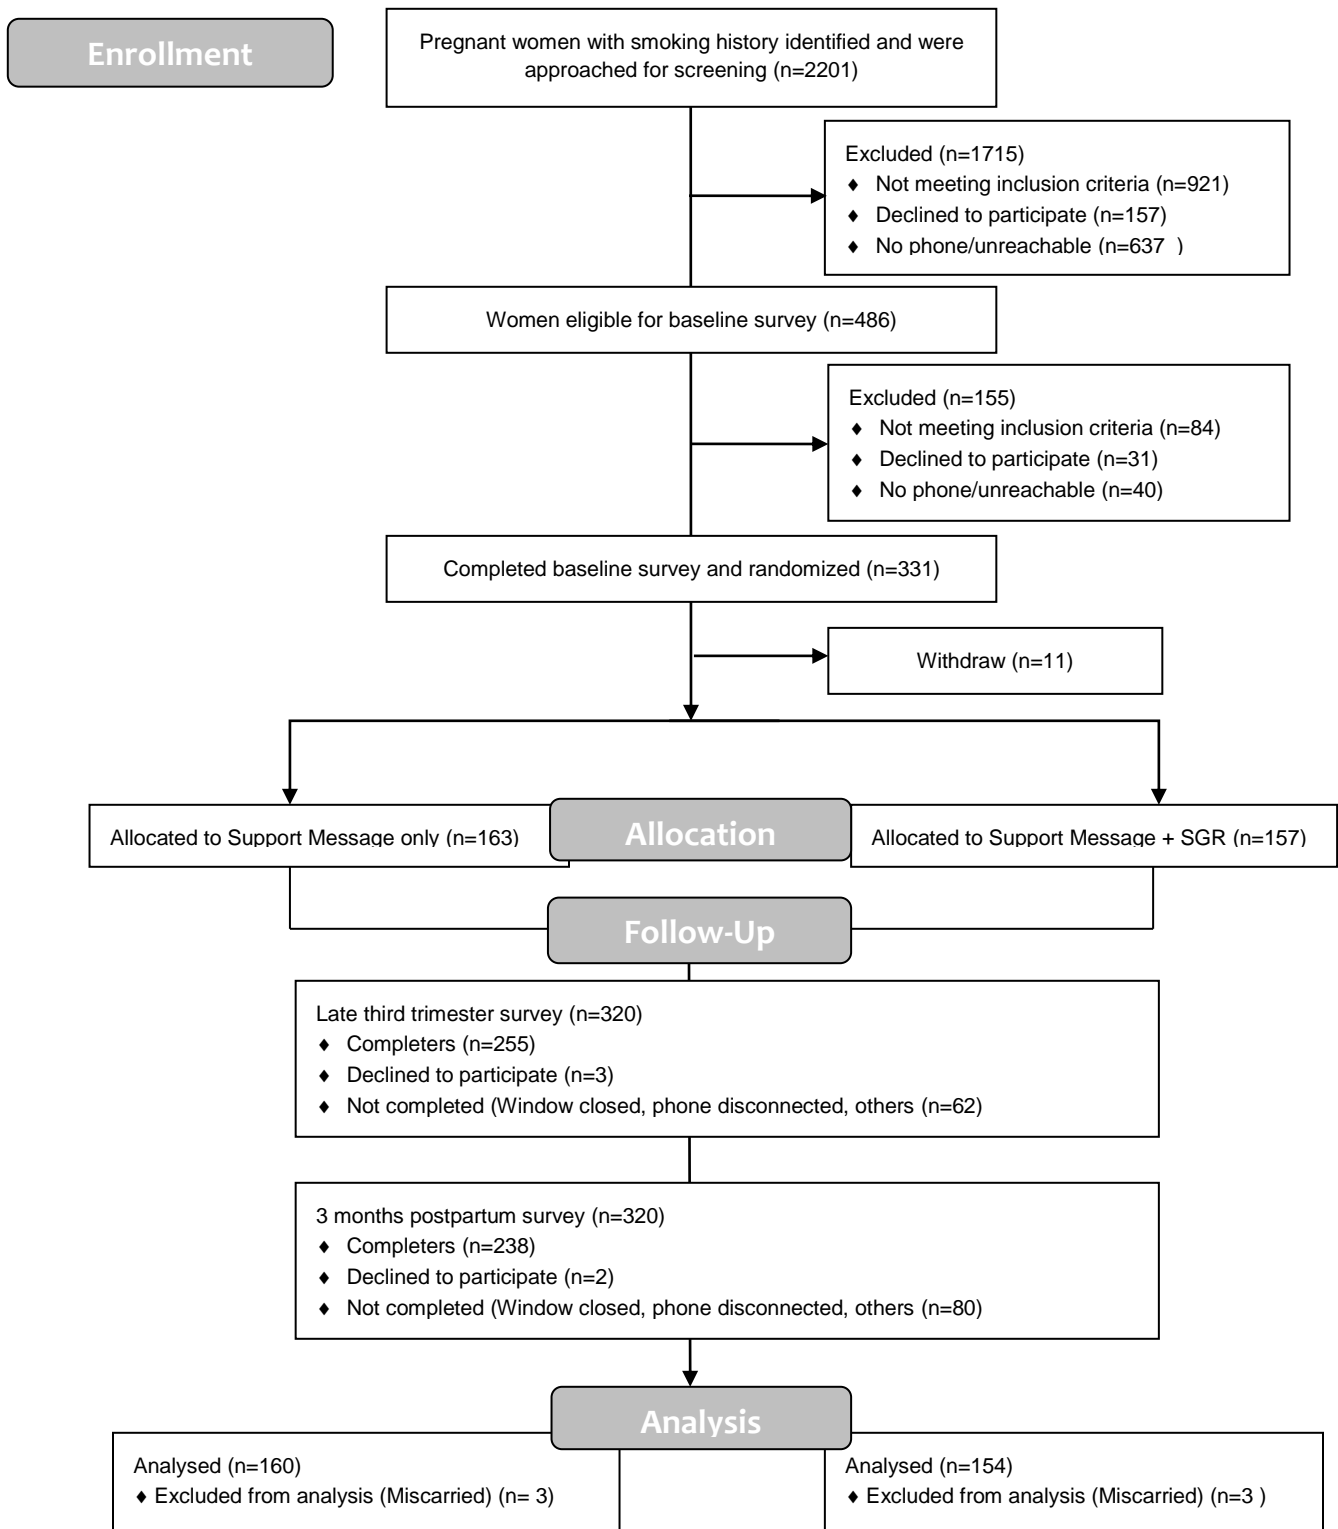 Enrollment
Pregnant women with smoking history identified and were
approached for screening (n=2201)
Excluded (n=1715)
♦ Not meeting inclusion criteria (n=921)
♦ Declined to participate (n=157)
♦ No phone/unreachable (n=637 )
Women eligible for baseline survey (n=486)
Excluded (n=155)
♦ Not meeting inclusion criteria (n=84)
♦ Declined to participate (n=31)
♦ No phone/unreachable (n=40)
Completed baseline survey and randomized (n=331)
Withdraw (n=11)
Allocated to Support Message only (n=163)
Allocation
Allocated to Support Message + SGR (n=157)
Follow-Up
Late third trimester survey (n=320)
♦ Completers (n=255)
♦ Declined to participate (n=3)
♦ Not completed (Window closed, phone disconnected, others (n=62)
3 months postpartum survey (n=320)
♦ Completers (n=238)
♦ Declined to participate (n=2)
♦ Not completed (Window closed, phone disconnected, others (n=80)
Analysis
Analysed (n=160)
♦ Excluded from analysis (Miscarried) (n= 3)
Analysed (n=154)
♦ Excluded from analysis (Miscarried) (n=3 )